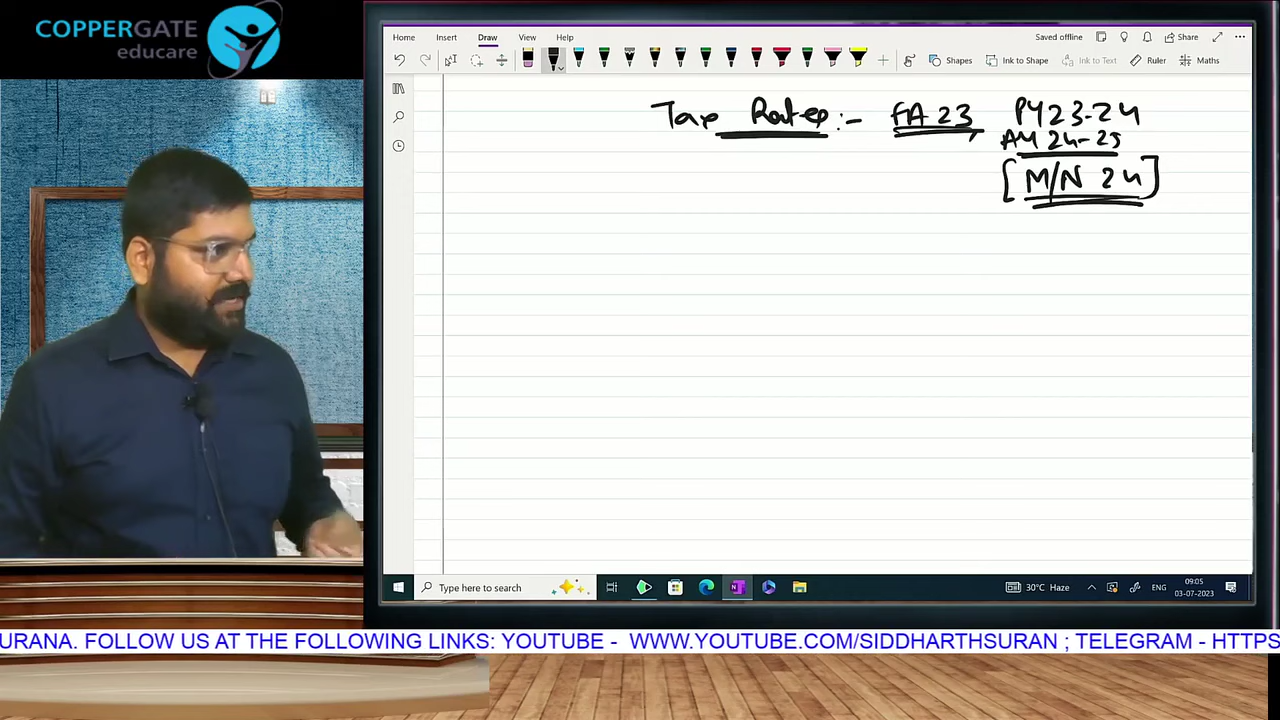 COPPERGATE
educare
Home Insert Draw View Help
Saved offline
Share
Shapes
Ink to Shape
Ink to Text
Ruler
Maths
Tax Rates :- FA 23 PY 23-24
AY 24-25
[M/N 24]
Type here to search
30°C Haze
ENG
09:05
03-07-2023
URANA. FOLLOW US AT THE FOLLOWING LINKS: YOUTUBE - WWW.YOUTUBE.COM/SIDDHARTHSURAN ; TELEGRAM - HTTPS